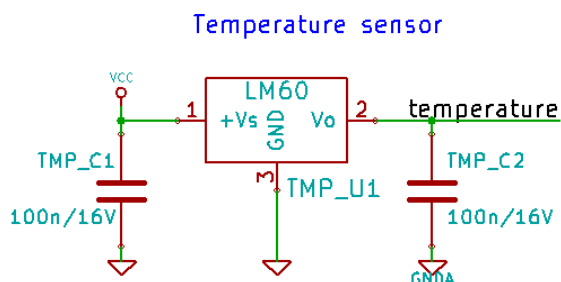 Temperature sensor
VCC
LM60
1
+Vs
GND
Vo
2
temperature
3
TMP_C1
100n/16V
TMP_U1
TMP_C2
100n/16V
GNDA